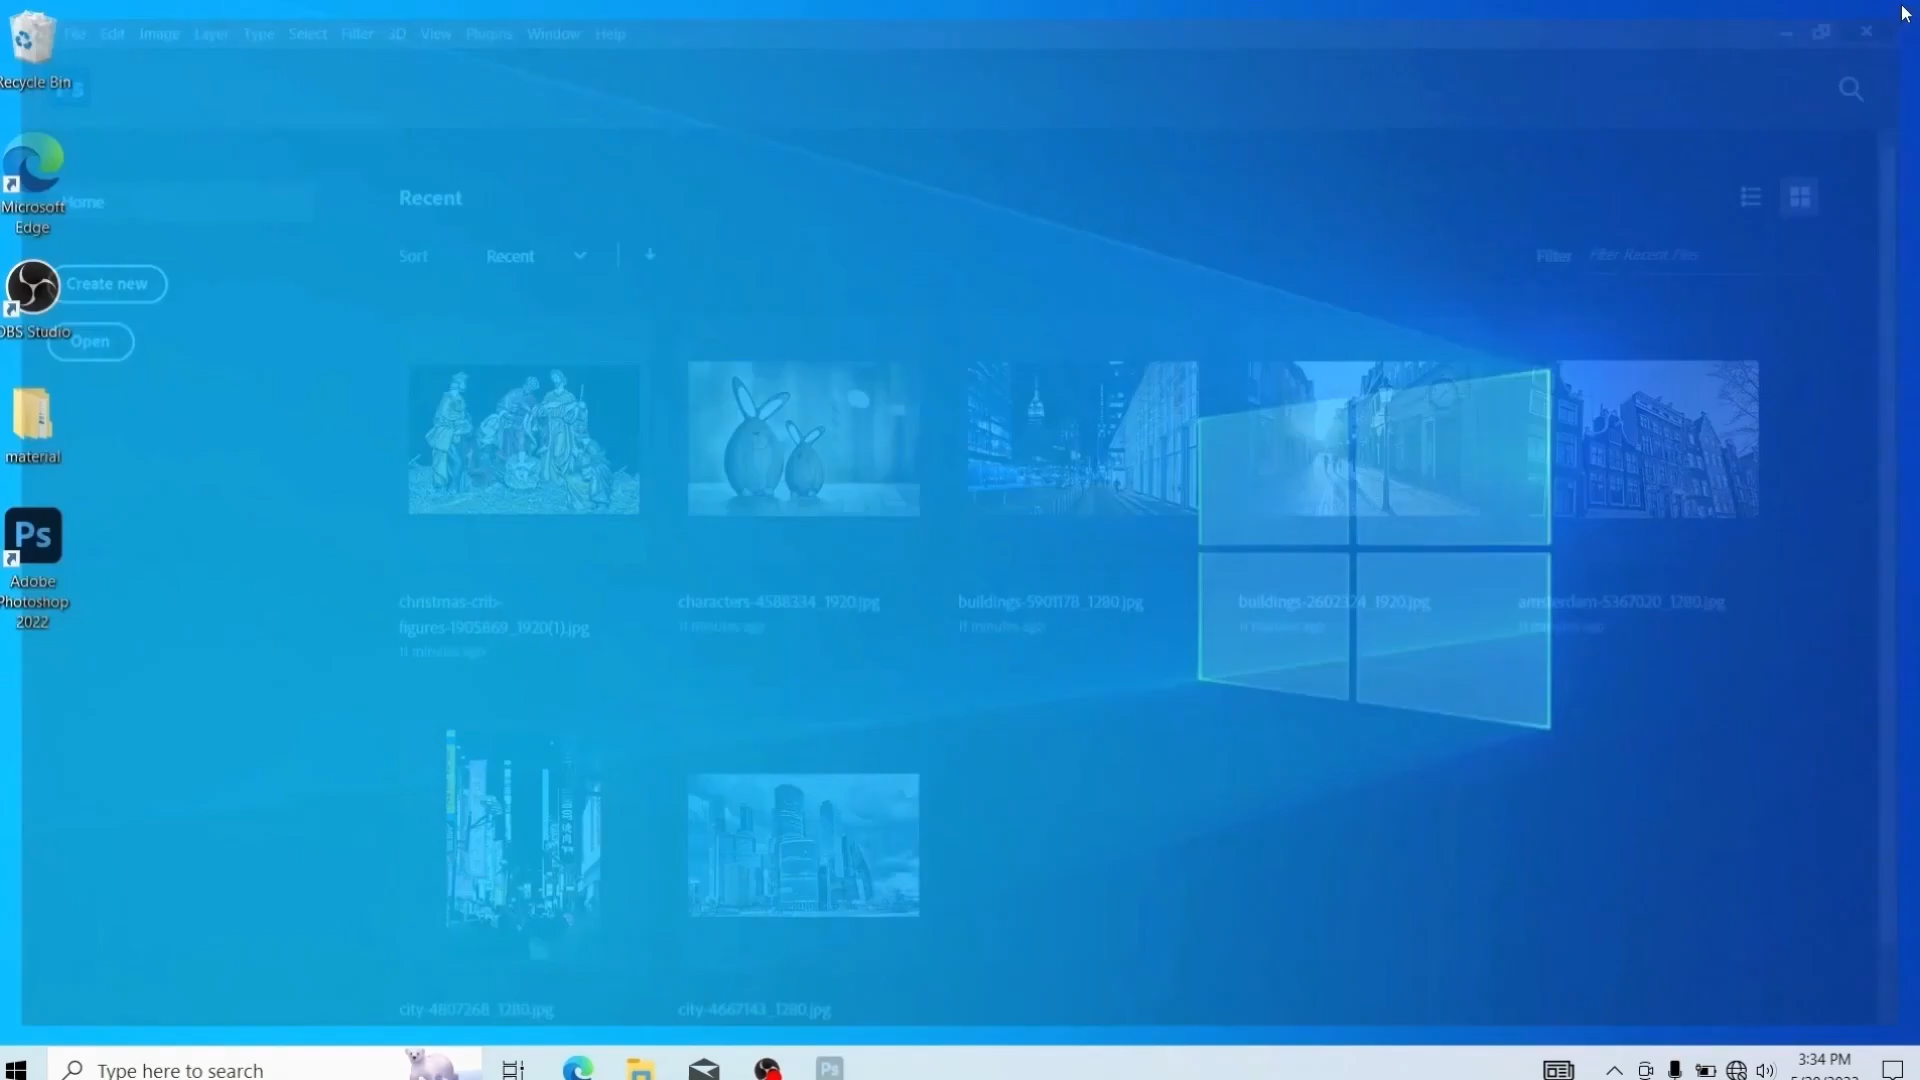 File Edit Image Layer Type Select Filter 3D View Plugins Window Help
Recycle Bin
Ps
Microsoft
Edge
Home
Recent
Sort Recent
Filter Filter Recent Files
Create new
OBS Studio
Open
material
Ps
Adobe
Photoshop
2022
christmas-crib-
figures-1905869_1920(1).jpg
11 minutes ago
characters-4588334_1920.jpg
11 minutes ago
buildings-5901178_1280.jpg
11 minutes ago
buildings-2602324_1920.jpg
11 minutes ago
amsterdam-5367020_1280.jpg
11 minutes ago
city-4807268_1280.jpg
city-4667143_1280.jpg
Type here to search
Ps
3:34 PM